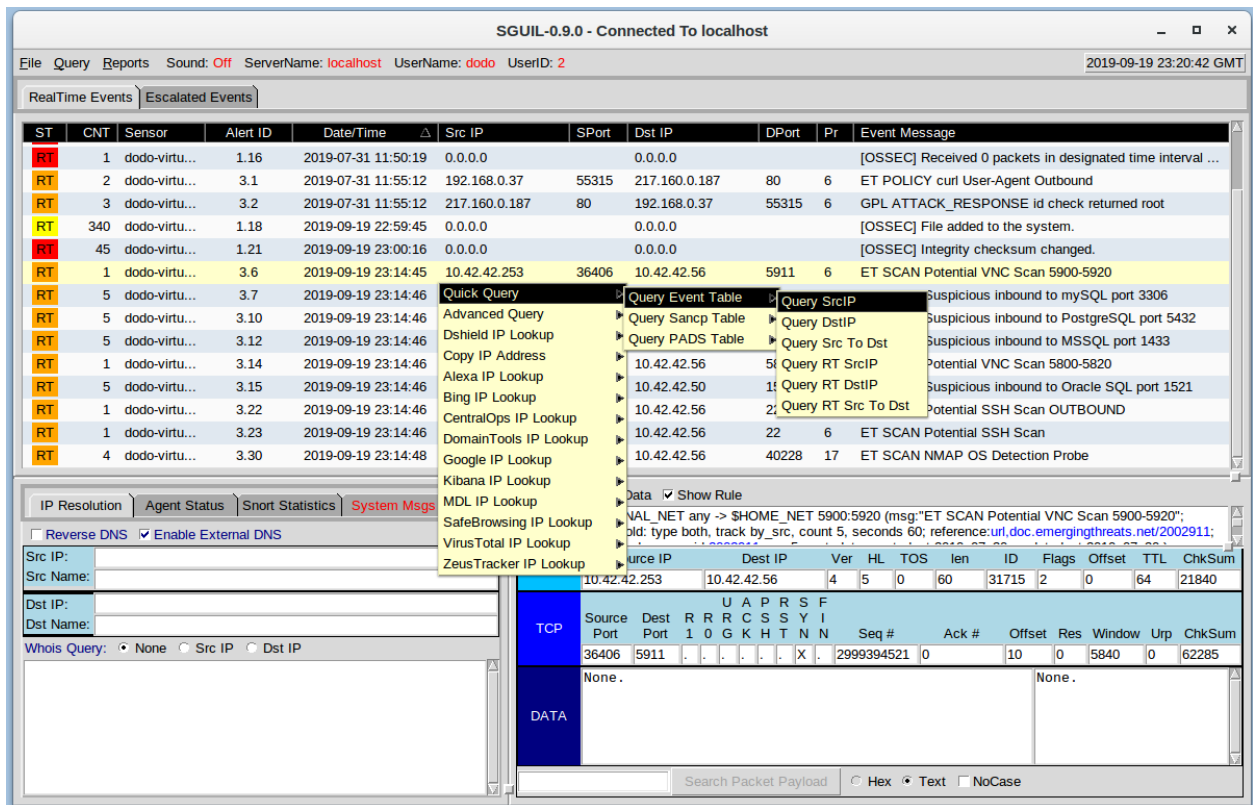 SGUIL-0.9.0 - Connected To localhost
File Query Reports Sound: Off ServerName: localhost UserName: dodo UserID: 2 2019-09-19 23:20:42 GMT
RealTime Events Escalated Events
ST CNT Sensor Alert ID Date/Time Src IP SPort Dst IP DPort Pr Event Message
RT 1 dodo-virtu... 1.16 2019-07-31 11:50:19 0.0.0.0 0.0.0.0 [OSSEC] Received 0 packets in designated time interval ...
RT 2 dodo-virtu... 3.1 2019-07-31 11:55:12 192.168.0.37 55315 217.160.0.187 80 6 ET POLICY curl User-Agent Outbound
RT 3 dodo-virtu... 3.2 2019-07-31 11:55:12 217.160.0.187 80 192.168.0.37 55315 6 GPL ATTACK_RESPONSE id check returned root
RT 340 dodo-virtu... 1.18 2019-09-19 22:59:45 0.0.0.0 0.0.0.0 [OSSEC] File added to the system.
RT 45 dodo-virtu... 1.21 2019-09-19 23:00:16 0.0.0.0 0.0.0.0 [OSSEC] Integrity checksum changed.
RT 1 dodo-virtu... 3.6 2019-09-19 23:14:45 10.42.42.253 36406 10.42.42.56 5911 6 ET SCAN Potential VNC Scan 5900-5920
RT 5 dodo-virtu... 3.7 2019-09-19 23:14:46 Suspicious inbound to mySQL port 3306
RT 5 dodo-virtu... 3.10 2019-09-19 23:14:46 Suspicious inbound to PostgreSQL port 5432
RT 5 dodo-virtu... 3.12 2019-09-19 23:14:46 Suspicious inbound to MSSQL port 1433
RT 1 dodo-virtu... 3.14 2019-09-19 23:14:46 10.42.42.56 Potential VNC Scan 5800-5820
RT 5 dodo-virtu... 3.15 2019-09-19 23:14:46 10.42.42.50 Suspicious inbound to Oracle SQL port 1521
RT 1 dodo-virtu... 3.22 2019-09-19 23:14:46 10.42.42.56 Potential SSH Scan OUTBOUND
RT 1 dodo-virtu... 3.23 2019-09-19 23:14:46 10.42.42.56 22 6 ET SCAN Potential SSH Scan
RT 4 dodo-virtu... 3.30 2019-09-19 23:14:48 10.42.42.56 40228 17 ET SCAN NMAP OS Detection Probe
Quick Query
Advanced Query
Dshield IP Lookup
Copy IP Address
Alexa IP Lookup
Bing IP Lookup
CentralOps IP Lookup
DomainTools IP Lookup
Google IP Lookup
Kibana IP Lookup
MDL IP Lookup
SafeBrowsing IP Lookup
VirusTotal IP Lookup
ZeusTracker IP Lookup
Query Event Table
Query Sancp Table
Query PADS Table
Query SrcIP
Query DstIP
Query Src To Dst
Query RT SrcIP
Query RT DstIP
Query RT Src To Dst
IP Resolution Agent Status Snort Statistics System Msgs
Reverse DNS Enable External DNS
Src IP:
Src Name:
Dst IP:
Dst Name:
Whois Query: None Src IP Dst IP
Data Show Rule
NAL_NET any -> $HOME_NET 5900:5920 (msg:"ET SCAN Potential VNC Scan 5900-5920";
old: type both, track by_src, count 5, seconds 60; reference:url,doc.emergingthreats.net/2002911;
urce IP Dest IP Ver HL TOS len ID Flags Offset TTL ChkSum
10.42.42.253 10.42.42.56 4 5 0 60 31715 2 0 64 21840
TCP
U A P R S F
Source Dest R R R C S S Y I
Port Port 1 0 G K H T N N Seq # Ack # Offset Res Window Urp ChkSum
36406 5911 . . . . . . X . 2999394521 0 10 0 5840 0 62285
DATA
None. None.
Search Packet Payload Hex Text NoCase